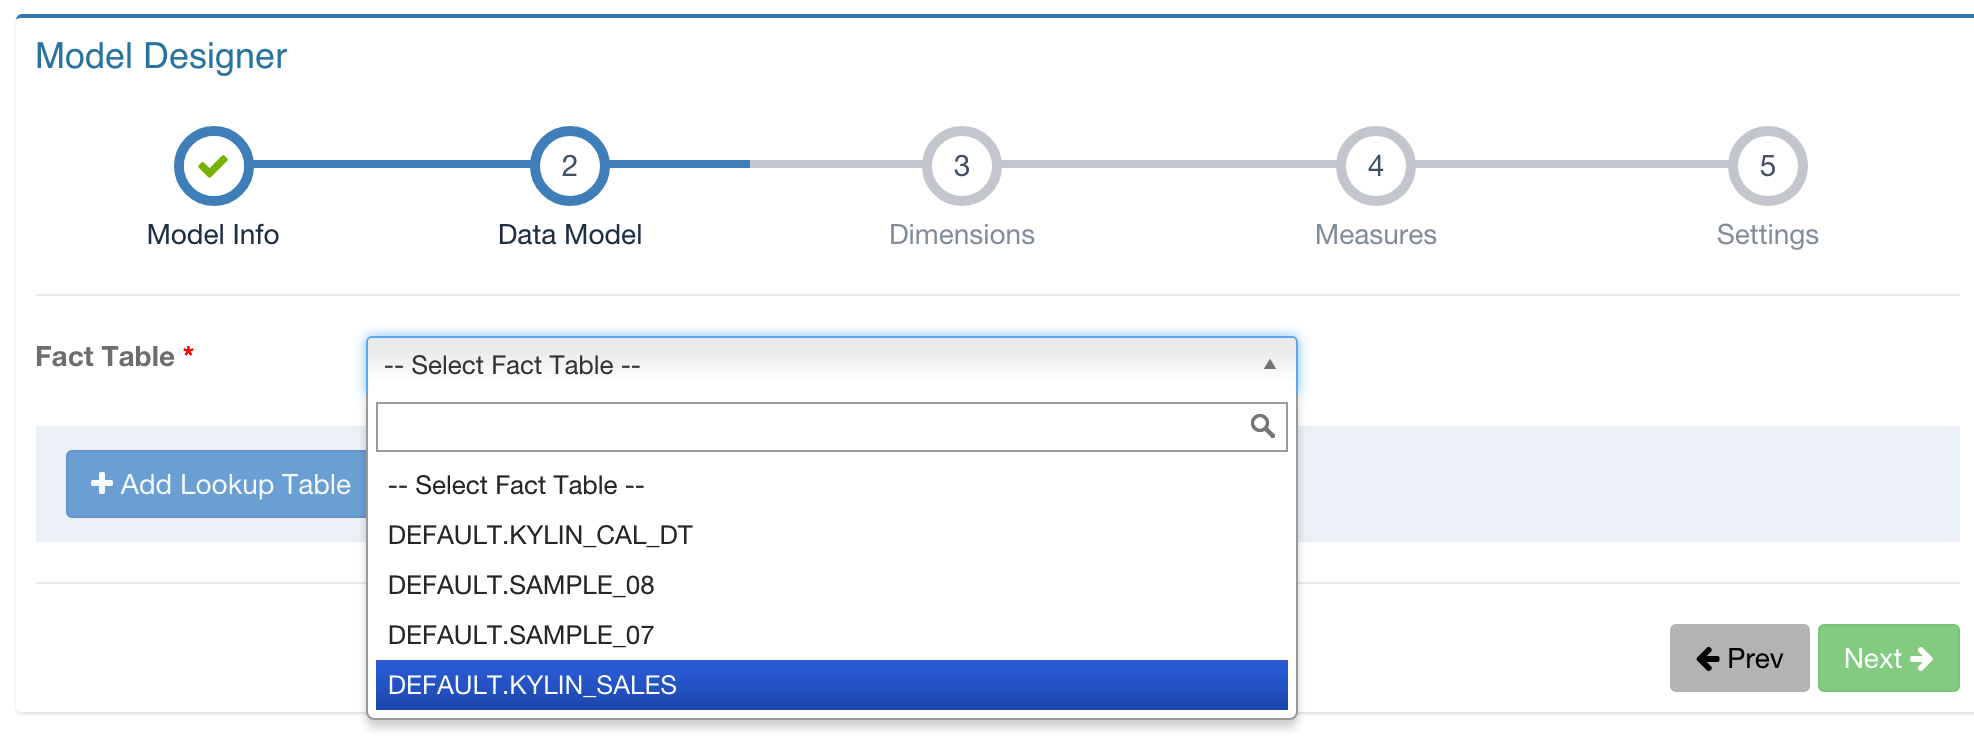 Model Designer
2
3
4
5
Model Info
Data Model
Dimensions
Measures
Settings
Fact Table *
-- Select Fact Table --
Add Lookup Table
-- Select Fact Table --
DEFAULT.KYLIN_CAL_DT
DEFAULT.SAMPLE_08
DEFAULT.SAMPLE_07
DEFAULT.KYLIN_SALES
Prev
Next